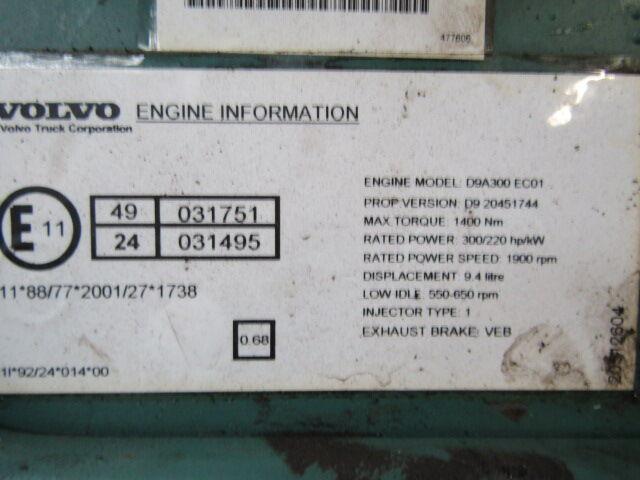 477606
VOLVO ENGINE INFORMATION
Volvo Truck Corporation
E 11
49 031751
24 031495
11*88/77*2001/27*1738
0.68
1I*92/24*014*00
ENGINE MODEL: D9A300 EC01
PROP VERSION: D9 20451744
MAX TORQUE: 1400 Nm
RATED POWER: 300/220 hp/kW
RATED POWER SPEED: 1900 rpm
DISPLACEMENT: 9.4 litre
LOW IDLE: 550-650 rpm
INJECTOR TYPE: 1
EXHAUST BRAKE: VEB